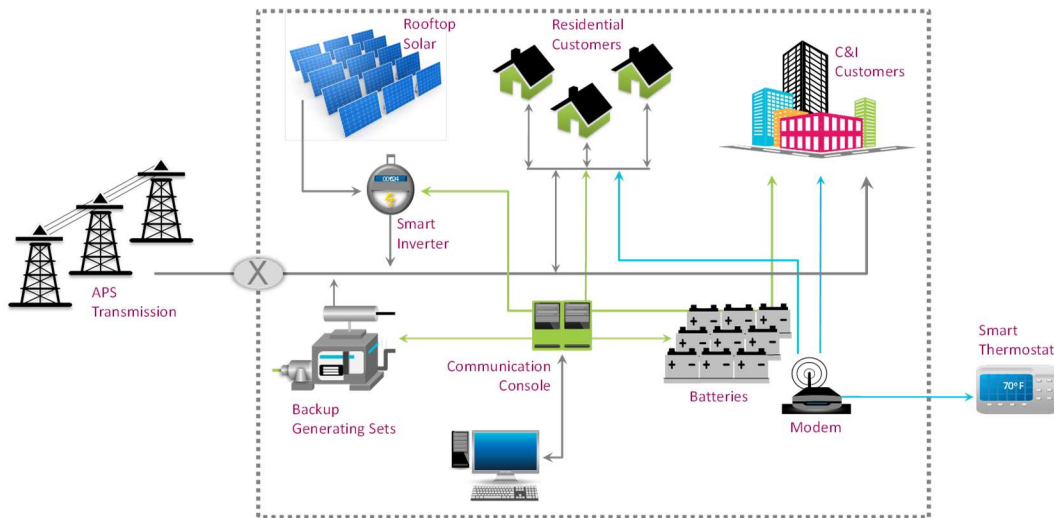 Rooftop
Solar
Residential
Customers
C&I
Customers
Smart
Inverter
X
APS
Transmission
Communication
Console
Backup
Generating Sets
Batteries
Modem
Smart
Thermostat
70° F